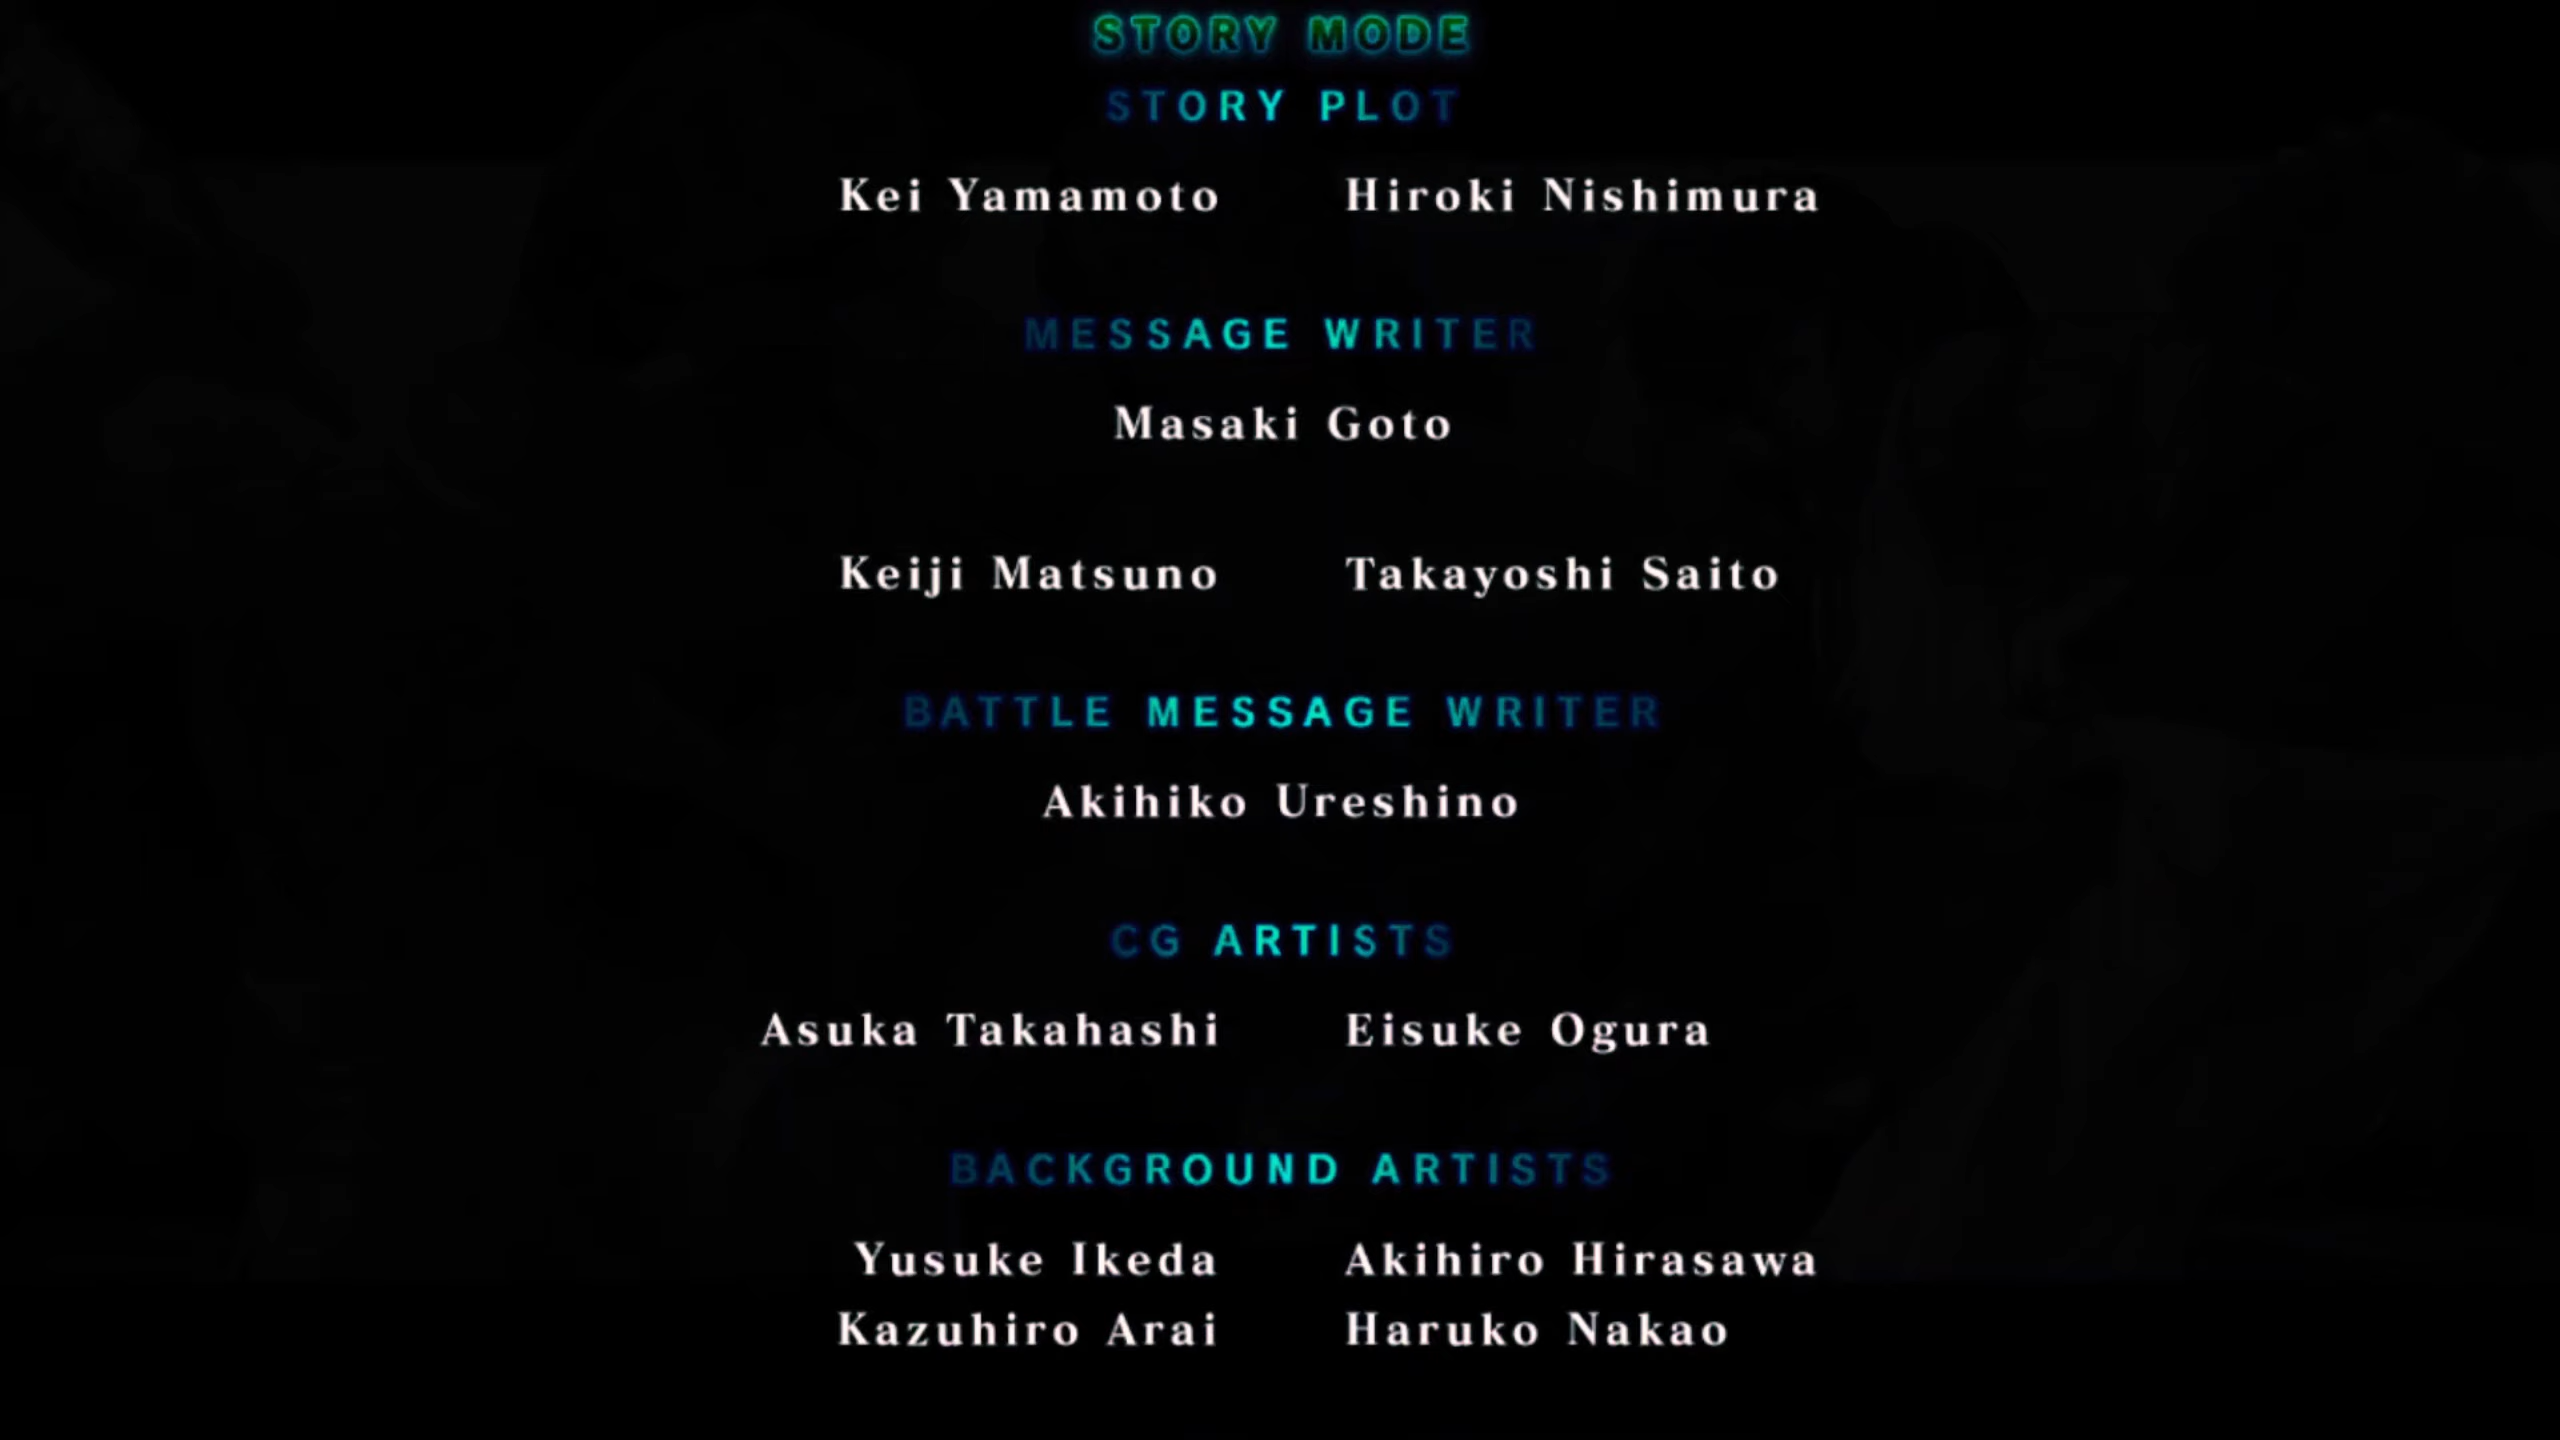 STORY MODE
STORY PLOT
Kei Yamamoto Hiroki Nishimura
MESSAGE WRITER
Masaki Goto
Keiji Matsuno Takayoshi Saito
BATTLE MESSAGE WRITER
Akihiko Ureshino
CG ARTISTS
Asuka Takahashi Eisuke Ogura
BACKGROUND ARTISTS
Yusuke Ikeda Akihiro Hirasawa
Kazuhiro Arai Haruko Nakao